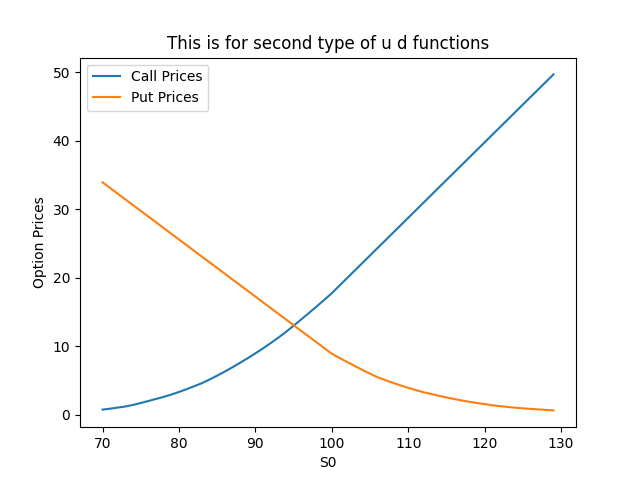 This is for second type of u d functions
Call Prices
Put Prices
Option Prices
50
40
30
20
10
0
70 80 90 100 110 120 130
S0